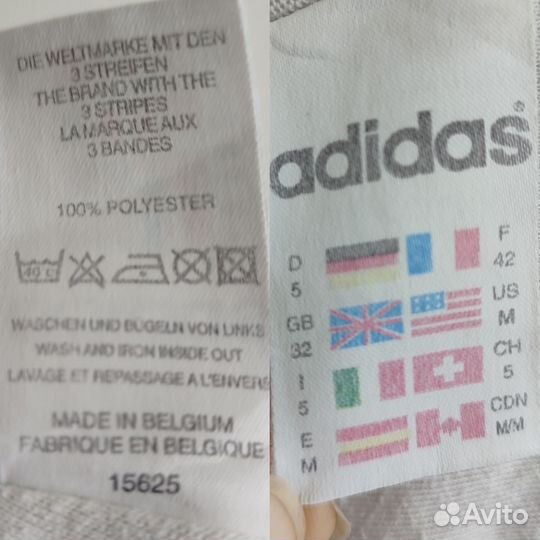 DIE WELTMARKE MIT DEN
3 STREIFEN
THE BRAND WITH THE
3 STRIPES
LA MARQUE AUX
3 BANDES
100% POLYESTER
40 C
WASCHEN UND BÜGELN VON LINKS
WASH AND IRON INSIDE OUT
LAVAGE ET REPASSAGE A L'ENVERS
MADE IN BELGIUM
FABRIQUE EN BELGIQUE
15625
adidas®
D F
5 42
GB US
32 M
I CH
5 5
E CDN
M M/M
Avito